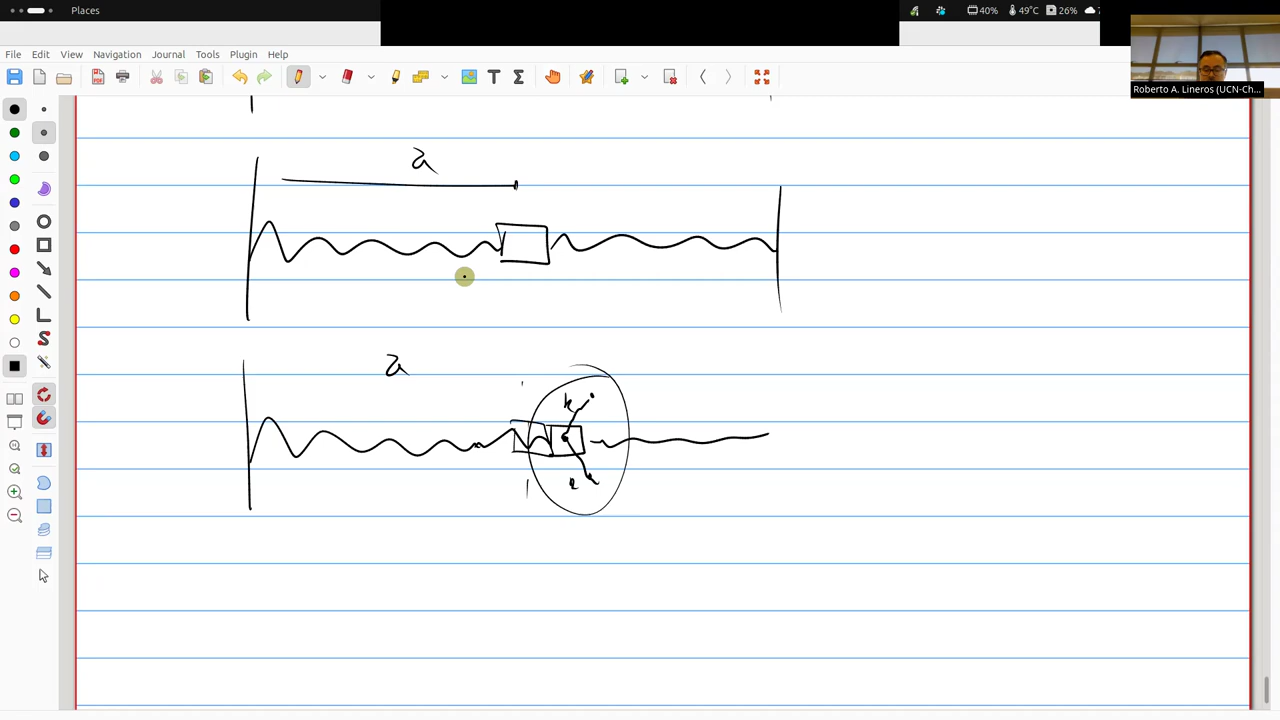 Places
40% 49°C 26%
File Edit View Navigation Journal Tools Plugin Help
Roberto A. Lineros (UCN-Ch...
a
a